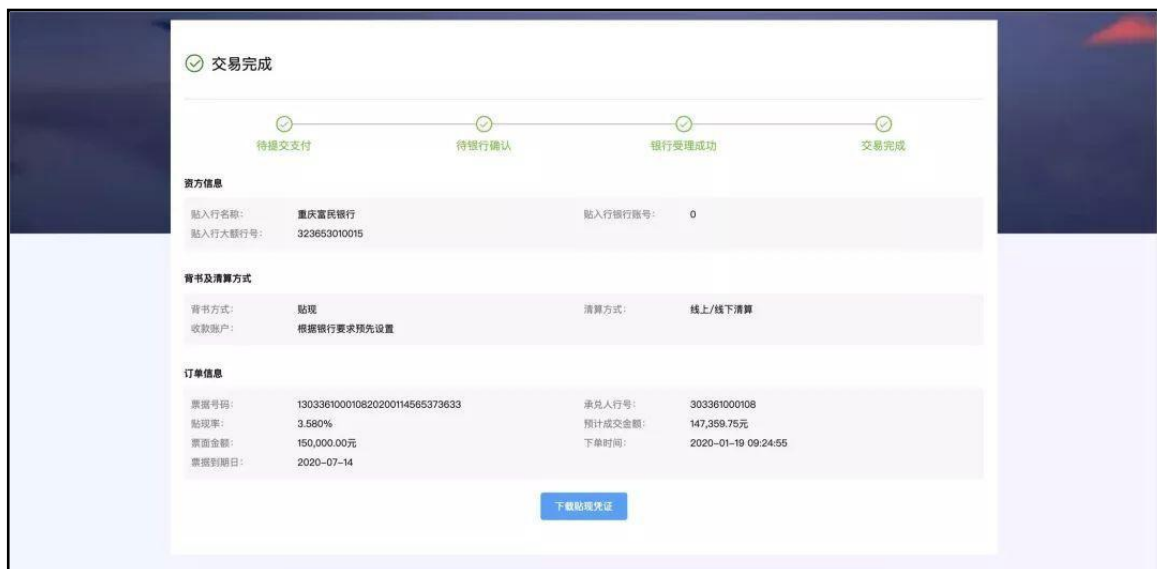 交易完成
待提交支付 待银行确认 银行受理成功 交易完成
资方信息
贴入行名称： 重庆富民银行 贴入行银行账号： 0
贴入行大额行号： 323653010015
背书及清算方式
背书方式： 贴现 清算方式： 线上/线下清算
收款账户： 根据银行要求预先设置
订单信息
票据号码： 130336100010820200114565373633 承兑人行号： 303361000108
贴现率： 3.580% 预计成交金额： 147,359.75元
票面金额： 150,000.00元 下单时间： 2020-01-19 09:24:55
票据到期日： 2020-07-14
下载贴现凭证